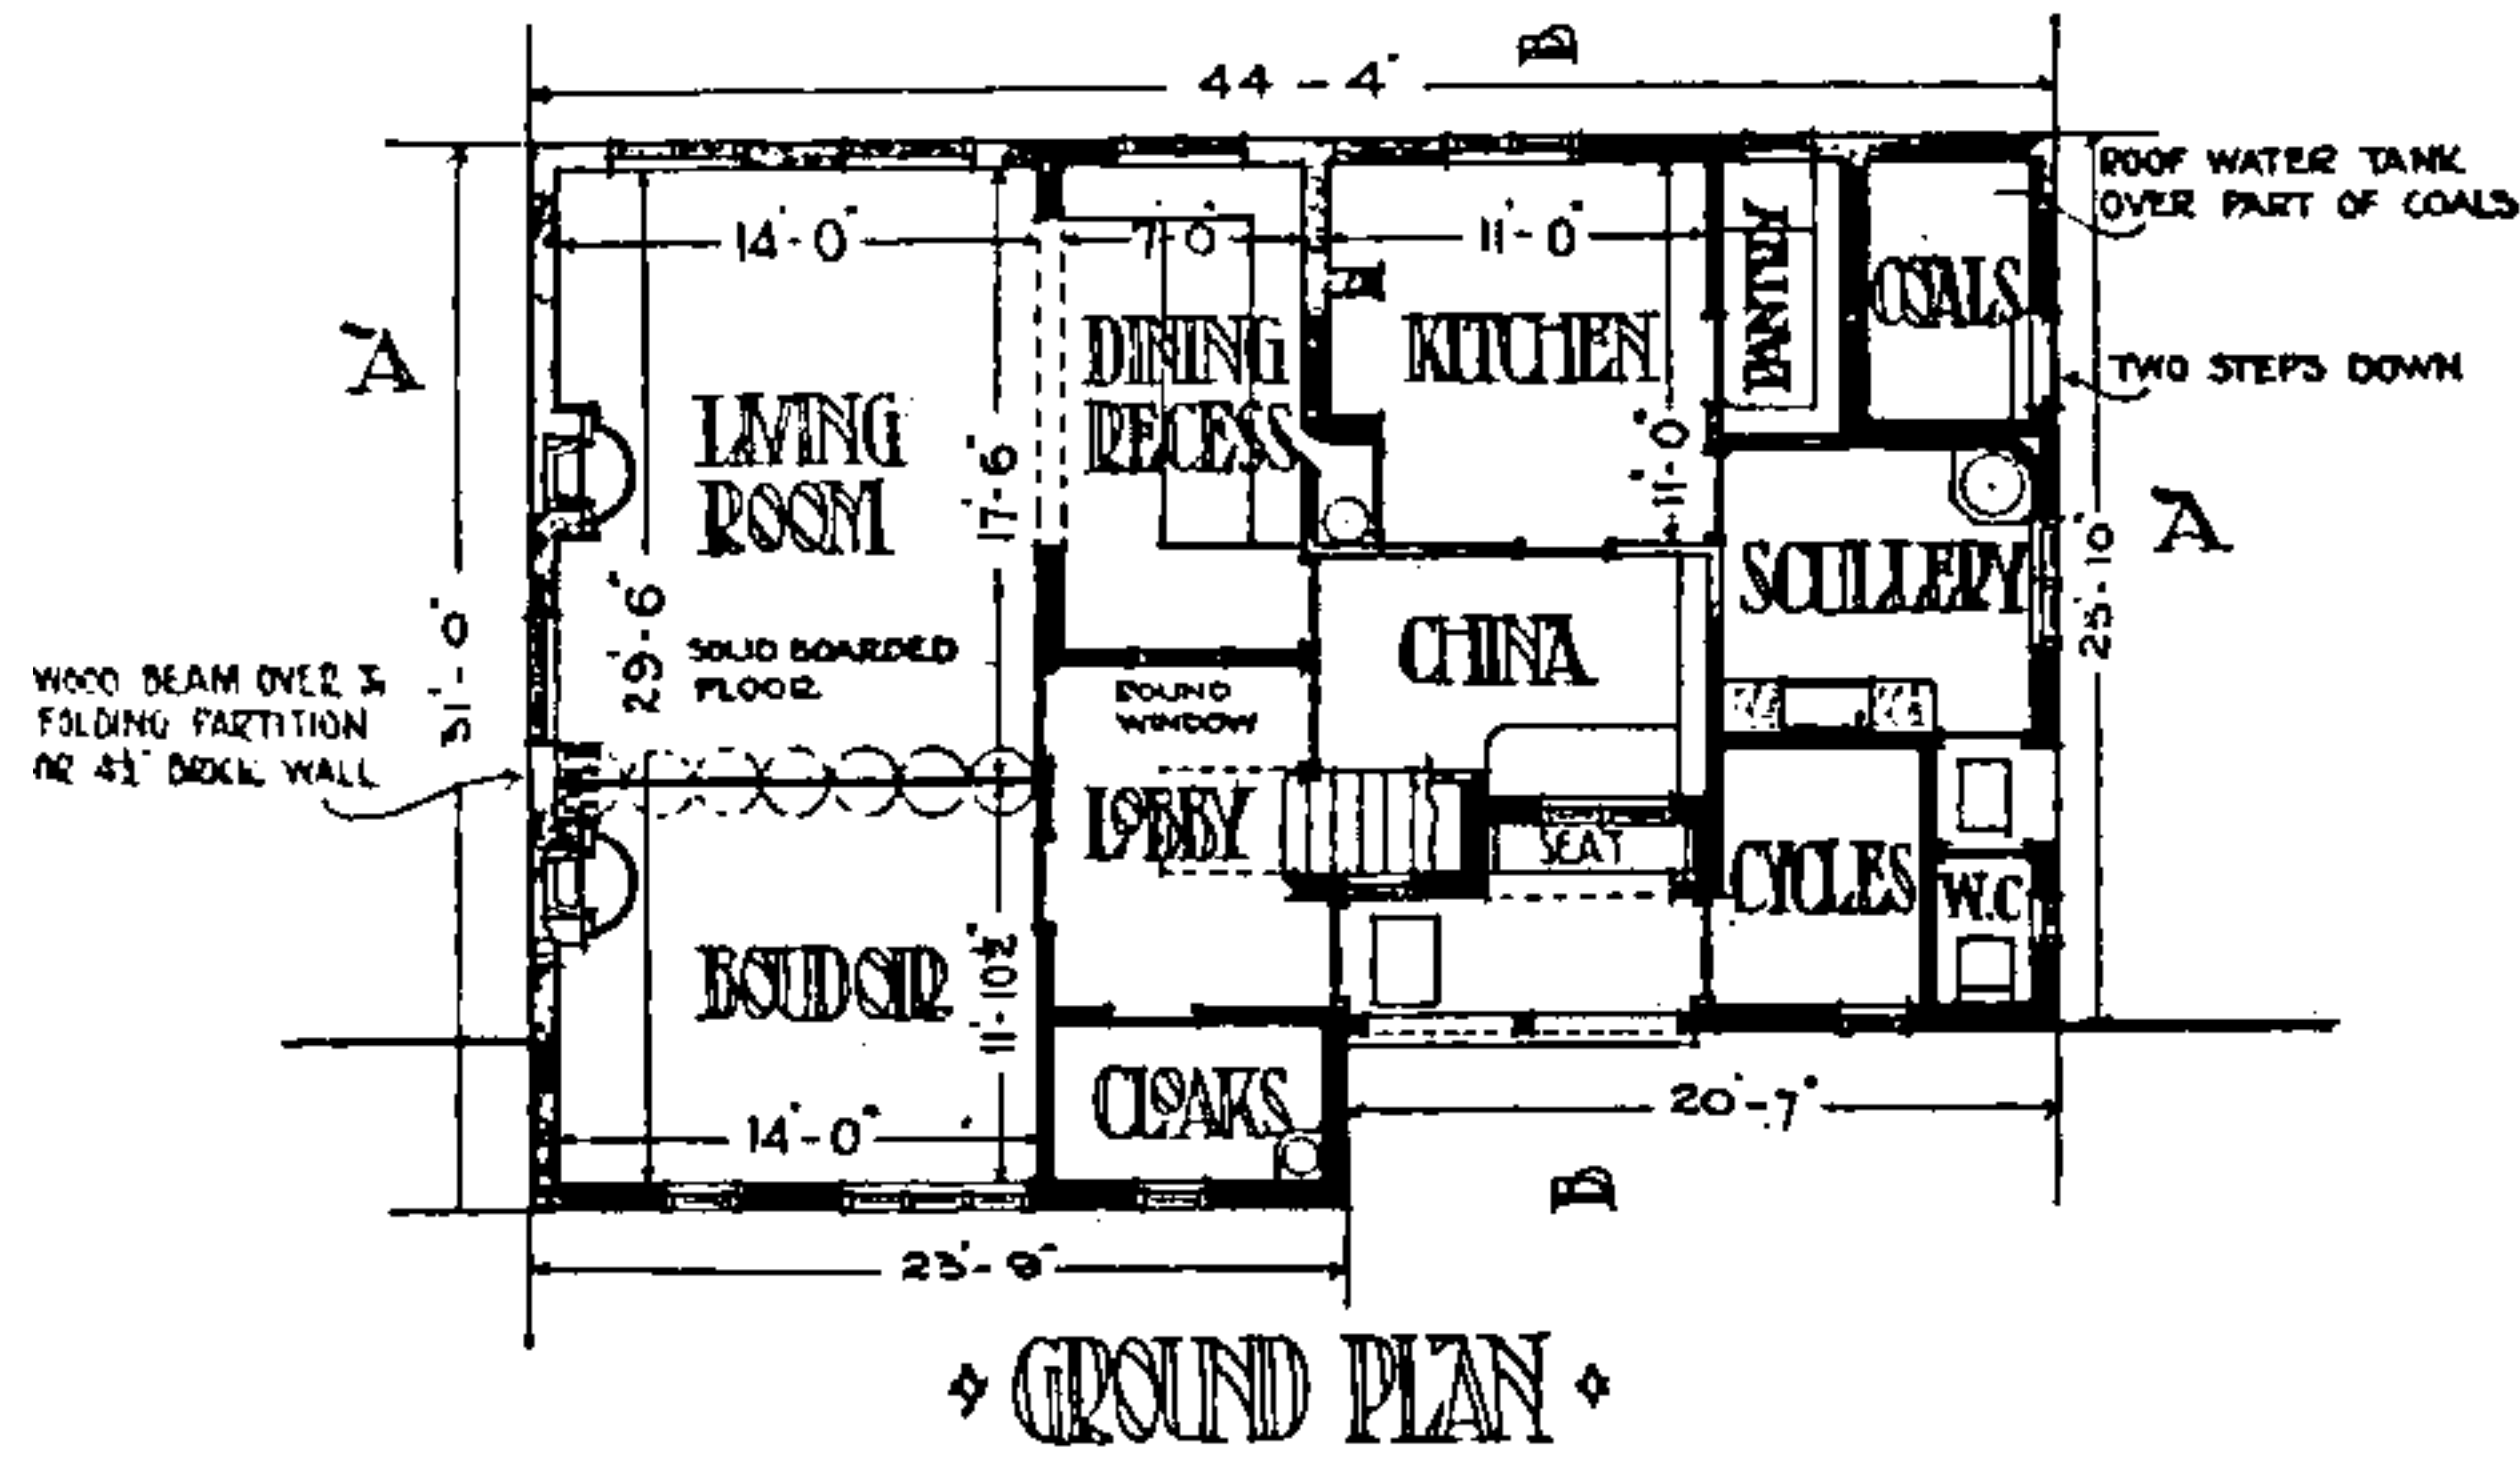 B
44'-4"
ROOF WATER TANK
OVER PART OF COALS
14'-0"
7'-0"
11'-0"
PANTRY
COALS
E
DINING
RECESS
KITCHEN
TWO STEPS DOWN
A
LIVING
ROOM
17'-6"
11'-0"
A
SCULLERY
25'-10"
31'-0"
29'-6"
SOLID BOARDED
FLOOR
CHINA
WOOD BEAM OVER &
FOLDING PARTITION
OR 4½" BRICK WALL
ROUND
WINDOW
LOBBY
SEAT
CYCLES
W.C
BOUDOIR
11'-10½"
CLOAKS
14'-0"
20'-7"
B
23'-9"
GROUND PLAN